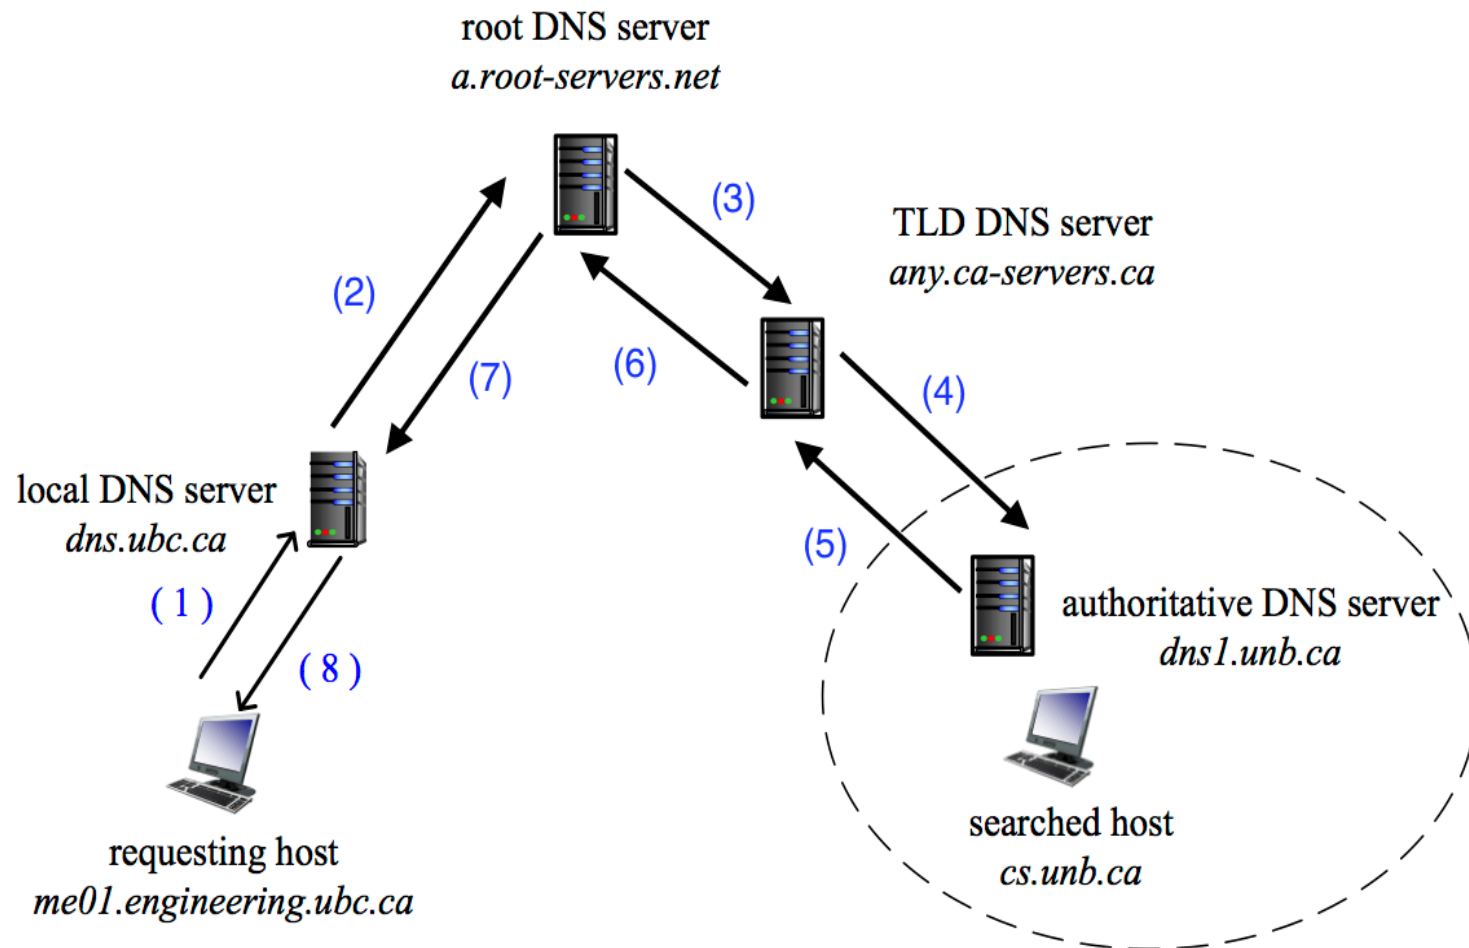 root DNS server
a.root-servers.net
(3)
TLD DNS server
any.ca-servers.ca
(2)
(7)
(6)
(4)
local DNS server
dns.ubc.ca
(5)
( 1 )
( 8 )
authoritative DNS server
dns1.unb.ca
searched host
cs.unb.ca
requesting host
me01.engineering.ubc.ca